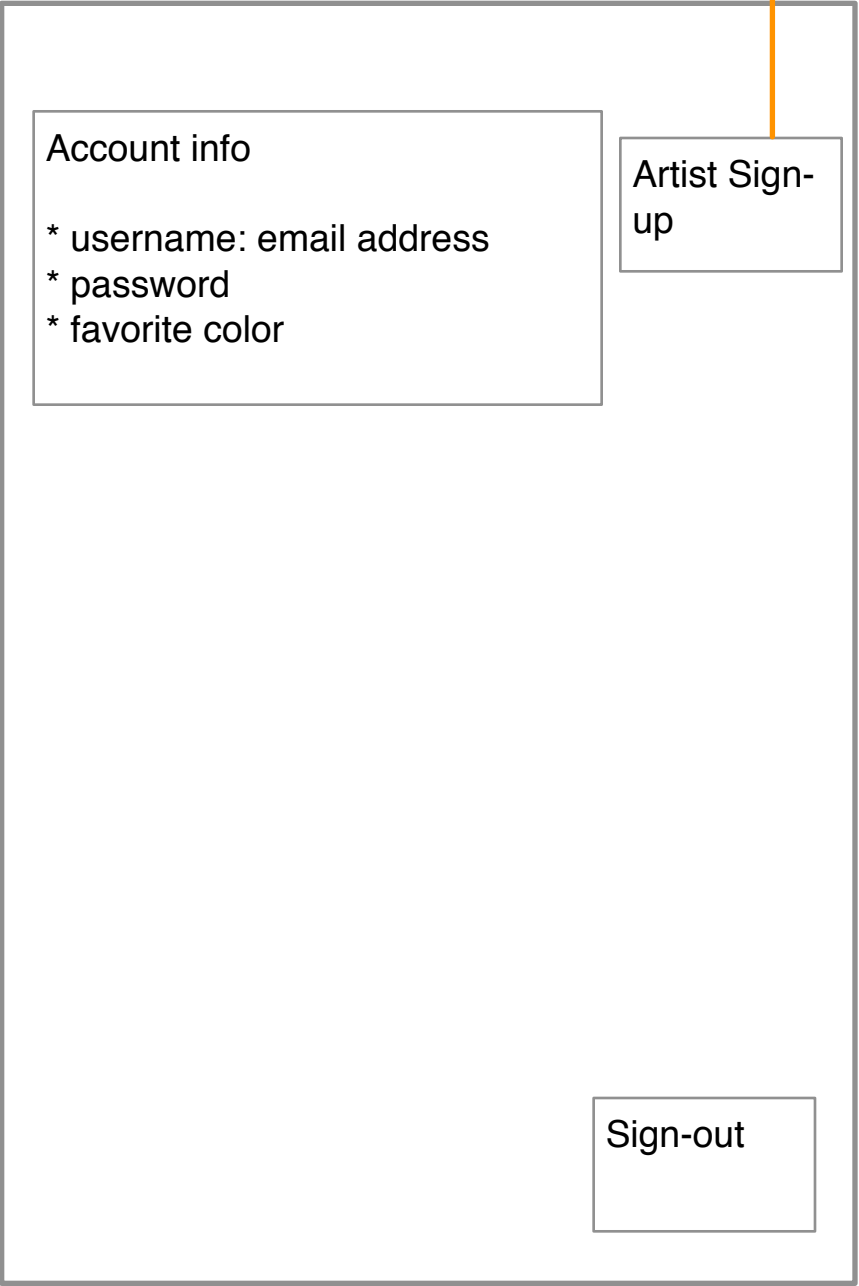 Account info
* username: email address
* password
* favorite color
Artist Sign-
up
Sign-out